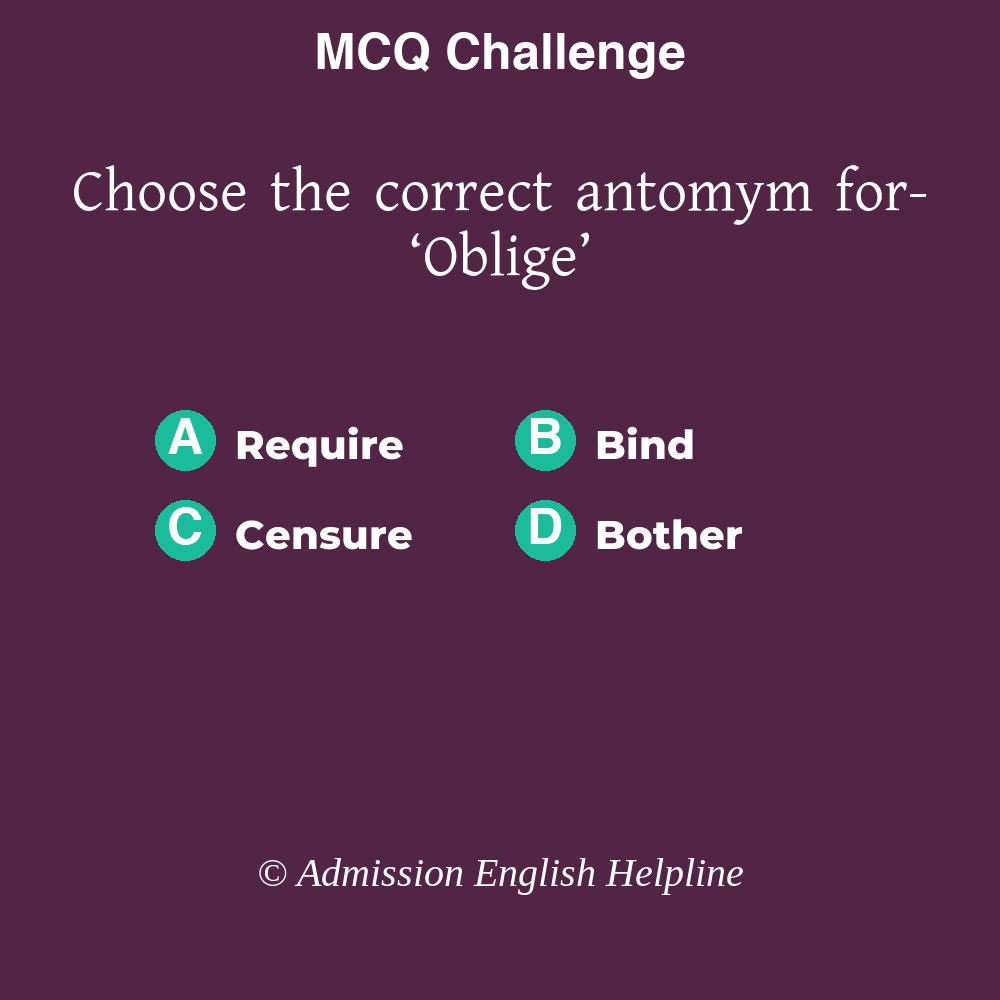 MCQ Challenge
Choose the correct antomym for-
‘Oblige’
A Require B Bind
C Censure D Bother
© Admission English Helpline